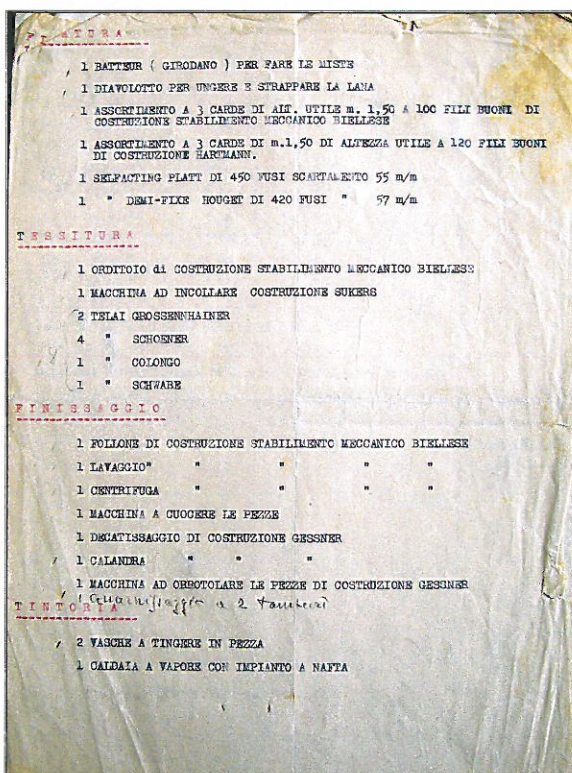 FILATURA
1 BATTEUR ( GIRODANO ) PER FARE LE MISTE
1 DIAVOLOTTO PER UNGERE E STRAPPARE LA LANA
1 ASSORTIMENTO A 3 CARDE DI ALT. UTILE m. 1,50 A 100 FILI BUONI DI
COSTRUZIONE STABILIMENTO MECCANICO BIELLESE
1 ASSORTIMENTO A 3 CARDE DI m.1,50 DI ALTEZZA UTILE A 120 FILI BUONI
DI COSTRUZIONE HARTMANN.
1 SELFACTING PLATT DI 450 FUSI SCARTAMENTO 55 m/m
1 " DEMI-FIXE HOUGET DI 420 FUSI " 57 m/m
TESSITURA
1 ORDITOIO di COSTRUZIONE STABILIMENTO MECCANICO BIELLESE
1 MACCHINA AD INCOLLARE COSTRUZIONE SUKERS
2 TELAI GROSSENNHAINER
4 " SCHOENER
1 " COLONGO
1 " SCHWABE
FINISSAGGIO
1 FOLLONE DI COSTRUZIONE STABILIMENTO MECCANICO BIELLESE
1 LAVAGGIO" " " " "
1 CENTRIFUGA " " " "
1 MACCHINA A CUOCERE LE PEZZE
1 DECATISSAGGIO DI COSTRUZIONE GESSNER
1 CALANDRA " " "
1 MACCHINA AD ORROTOLARE LE PEZZE DI COSTRUZIONE GESSNER
1 a 2 tamburi
TINTORIA
2 VASCHE A TINGERE IN PEZZA
1 CALDAIA A VAPORE CON IMPIANTO A NAFTA